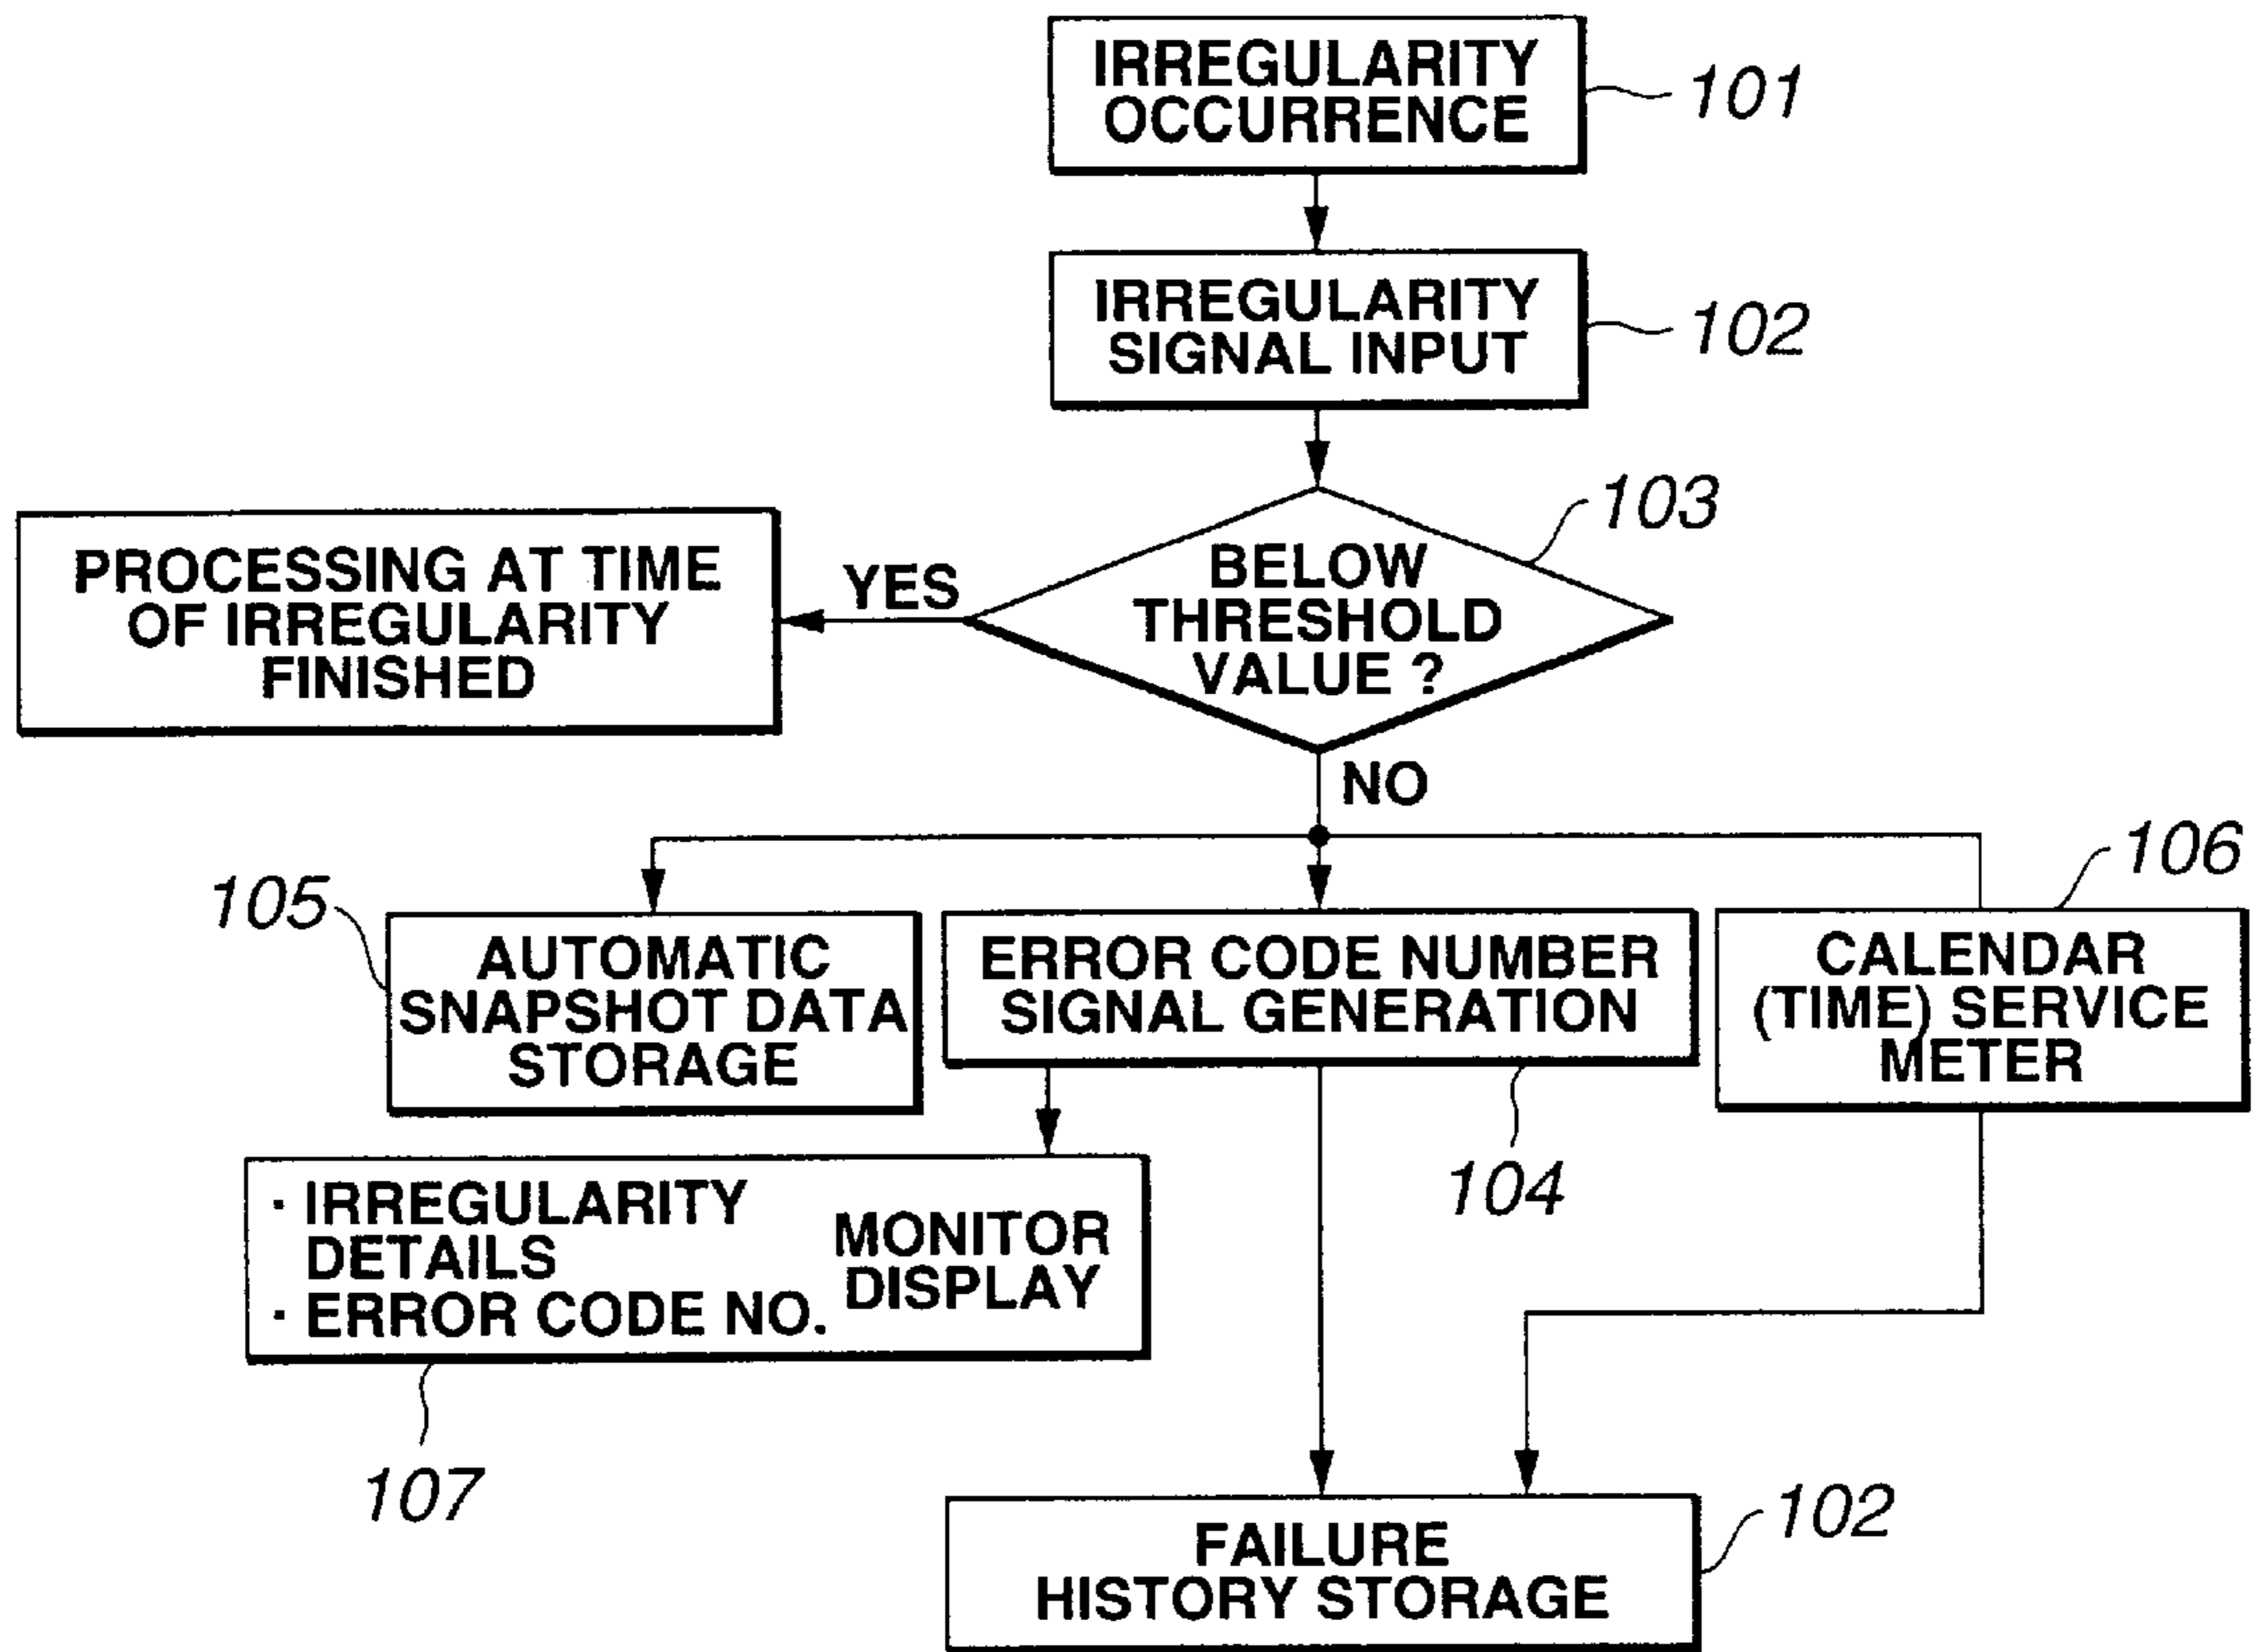 IRREGULARITY
OCCURRENCE
101
IRREGULARITY
SIGNAL INPUT
102
103
PROCESSING AT TIME
OF IRREGULARITY
FINISHED
YES
BELOW
THRESHOLD
VALUE ?
NO
105
106
AUTOMATIC
SNAPSHOT DATA
STORAGE
ERROR CODE NUMBER
SIGNAL GENERATION
CALENDAR
(TIME) SERVICE
METER
104
· IRREGULARITY
DETAILS
· ERROR CODE NO.
MONITOR
DISPLAY
107
FAILURE
HISTORY STORAGE
102